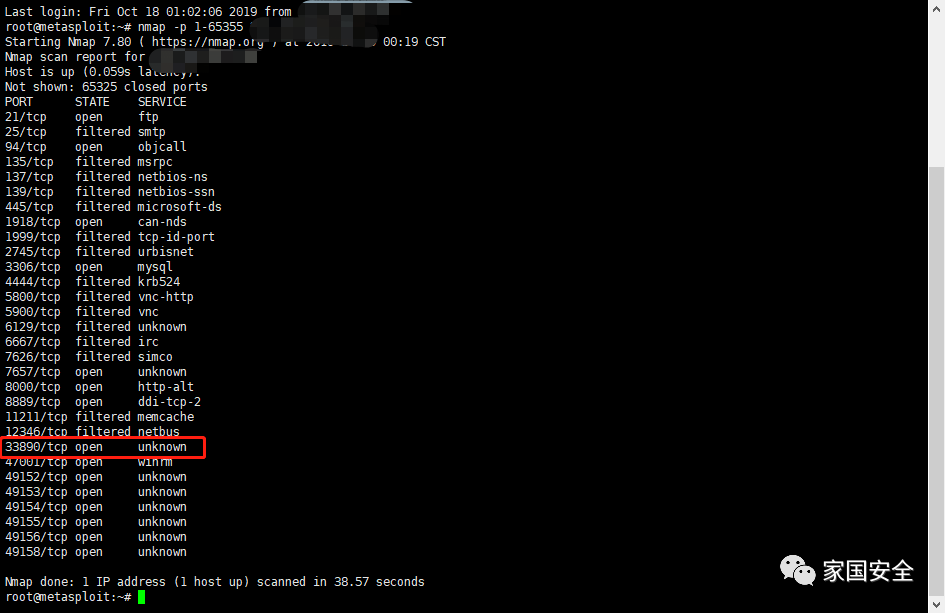 Last login: Fri Oct 18 01:02:06 2019 from
root@metasploit:~# nmap -p 1-65355
Starting Nmap 7.80 ( https://nmap.org ) at 00:19 CST
Nmap scan report for
Host is up (0.059s latency).
Not shown: 65325 closed ports
PORT STATE SERVICE
21/tcp open ftp
25/tcp filtered smtp
94/tcp open objcall
135/tcp filtered msrpc
137/tcp filtered netbios-ns
139/tcp filtered netbios-ssn
445/tcp filtered microsoft-ds
1918/tcp open can-nds
1999/tcp filtered tcp-id-port
2745/tcp filtered urbisnet
3306/tcp open mysql
4444/tcp filtered krb524
5800/tcp filtered vnc-http
5900/tcp filtered vnc
6129/tcp filtered unknown
6667/tcp filtered irc
7626/tcp filtered simco
7657/tcp open unknown
8000/tcp open http-alt
8889/tcp open ddi-tcp-2
11211/tcp filtered memcache
12346/tcp filtered netbus
33890/tcp open unknown
47001/tcp open winrm
49152/tcp open unknown
49153/tcp open unknown
49154/tcp open unknown
49155/tcp open unknown
49156/tcp open unknown
49158/tcp open unknown
Nmap done: 1 IP address (1 host up) scanned in 38.57 seconds
root@metasploit:~#
家国安全